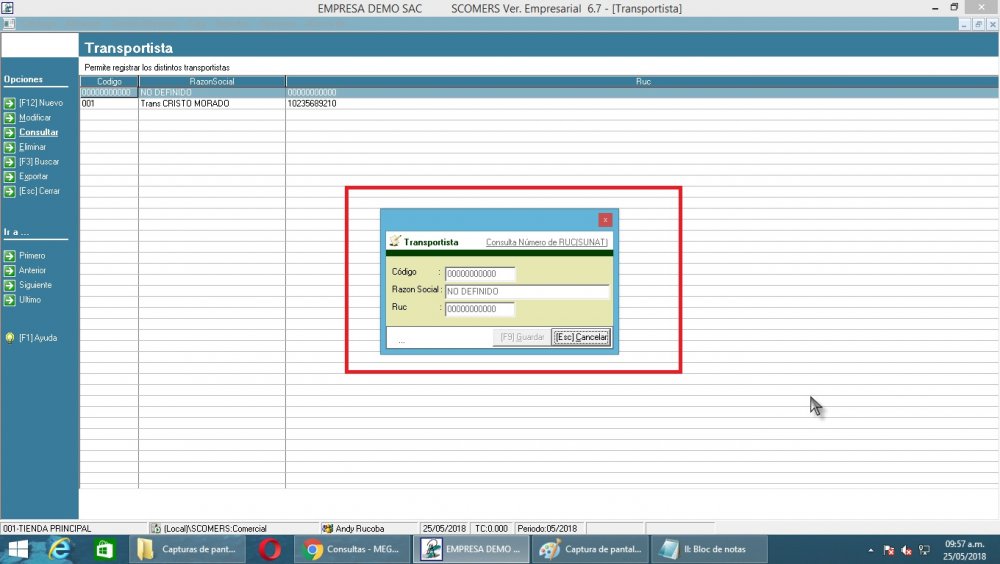 EMPRESA DEMO SAC SCOMERS Ver. Empresarial 6.7 - [Transportista]
Transportista
Permite registrar los distintos transportistas
Opciones
[F12] Nuevo
Modificar
Consultar
Eliminar
[F3] Buscar
Exportar
[Esc] Cerrar
Ir a ...
Primero
Anterior
Siguiente
Ultimo
[F1] Ayuda
Codigo RazonSocial Ruc
00000000000 NO DEFINIDO 00000000000
001 Trans CRISTO MORADO 10235689210
x
Transportista Consulta Número de RUC(SUNAT)
Código : 00000000000
Razon Social : NO DEFINIDO
Ruc : 00000000000
... [F9] Guardar [Esc] Cancelar
001-TIENDA PRINCIPAL (Local)\SCOMERS:Comercial Andy Rucoba 25/05/2018 TC:0.000 Periodo:05/2018
Capturas de pant... Consultas - MEG... EMPRESA DEMO ... Captura de pantal... II: Bloc de notas 09:57 a.m.
25/05/2018